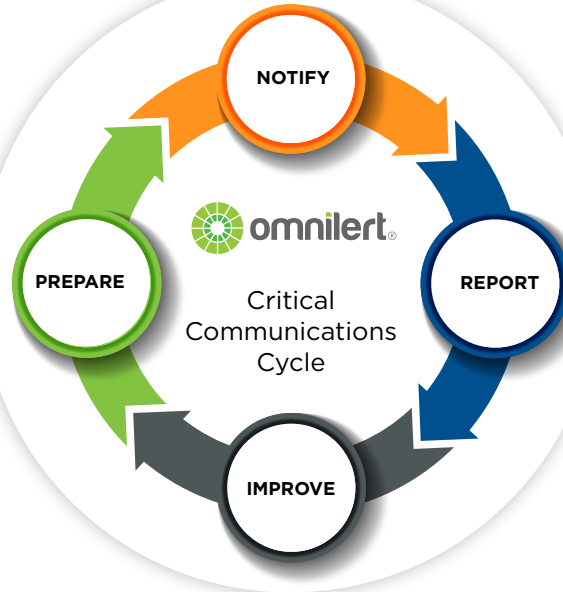 NOTIFY
omnilert®
PREPARE
REPORT
Critical
Communications
Cycle
IMPROVE